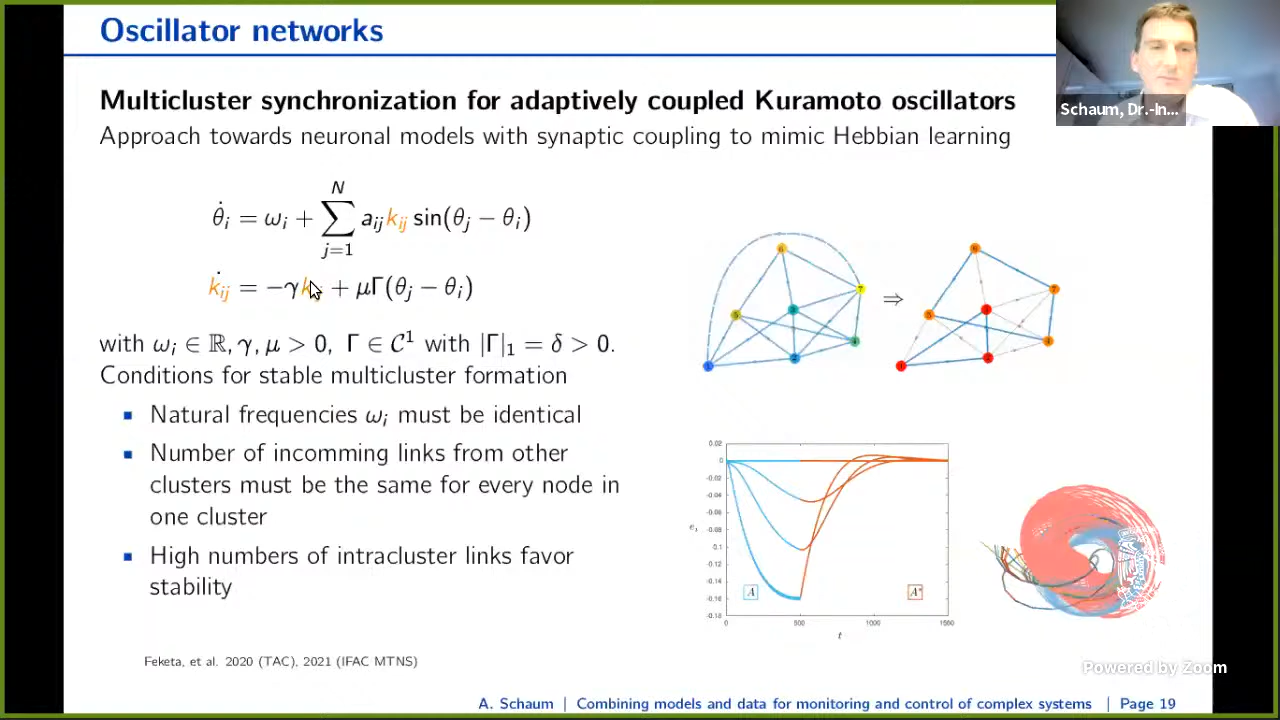 Oscillator networks
Schaum, Dr.-In...
Multicluster synchronization for adaptively coupled Kuramoto oscillators
Approach towards neuronal models with synaptic coupling to mimic Hebbian learning
θ̇ᵢ = ωᵢ + ∑ⱼ₌₁ᴺ aᵢⱼkᵢⱼ sin(θⱼ − θᵢ)
k̇ᵢⱼ = −γk + μΓ(θⱼ − θᵢ)
with ωᵢ ∈ ℝ, γ, μ > 0, Γ ∈ 𝒞¹ with |Γ|₁ = δ > 0.
Conditions for stable multicluster formation
Natural frequencies ωᵢ must be identical
Number of incomming links from other
clusters must be the same for every node in
one cluster
High numbers of intracluster links favor
stability
⇒
0.02
0
-0.02
-0.04
-0.06
-0.08
-0.1
-0.12
-0.14
-0.16
-0.18
A
A*
0 500 1000 1500
t
Feketa, et al. 2020 (TAC), 2021 (IFAC MTNS)
Powered by Zoom
A. Schaum | Combining models and data for monitoring and control of complex systems | Page 19